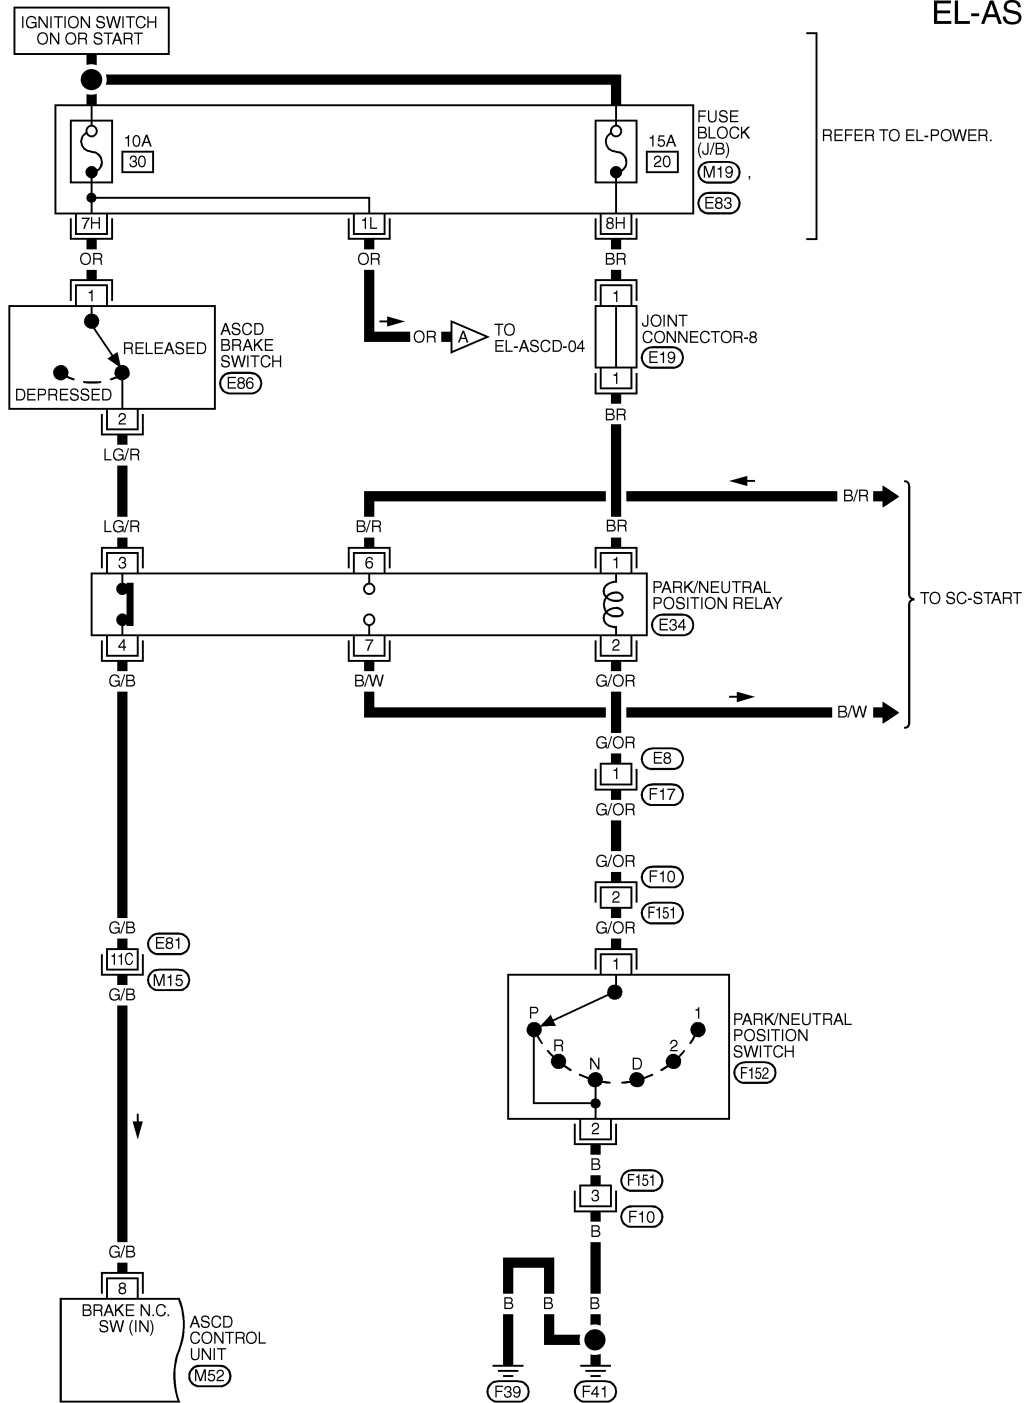 EL-AS
IGNITION SWITCH
ON OR START
10A
30
15A
20
FUSE
BLOCK
(J/B)
M19 ,
E83
REFER TO EL-POWER.
7H
1L
8H
OR
OR
BR
1
1
ASCD
BRAKE
SWITCH
E86
RELEASED
DEPRESSED
OR
A
TO
EL-ASCD-04
JOINT
CONNECTOR-8
E19
1
2
BR
LG/R
B/R
LG/R
B/R
BR
3
6
1
PARK/NEUTRAL
POSITION RELAY
E34
TO SC-START
4
7
2
G/B
B/W
G/OR
B/W
G/OR
E8
1
F17
G/OR
G/OR
F10
2
F151
G/OR
G/B
E81
11C
M15
G/B
1
P
R
N
D
2
1
PARK/NEUTRAL
POSITION
SWITCH
F152
2
B
F151
3
F10
B
G/B
8
BRAKE N.C.
SW (IN)
ASCD
CONTROL
UNIT
M52
B
B
B
F39
F41